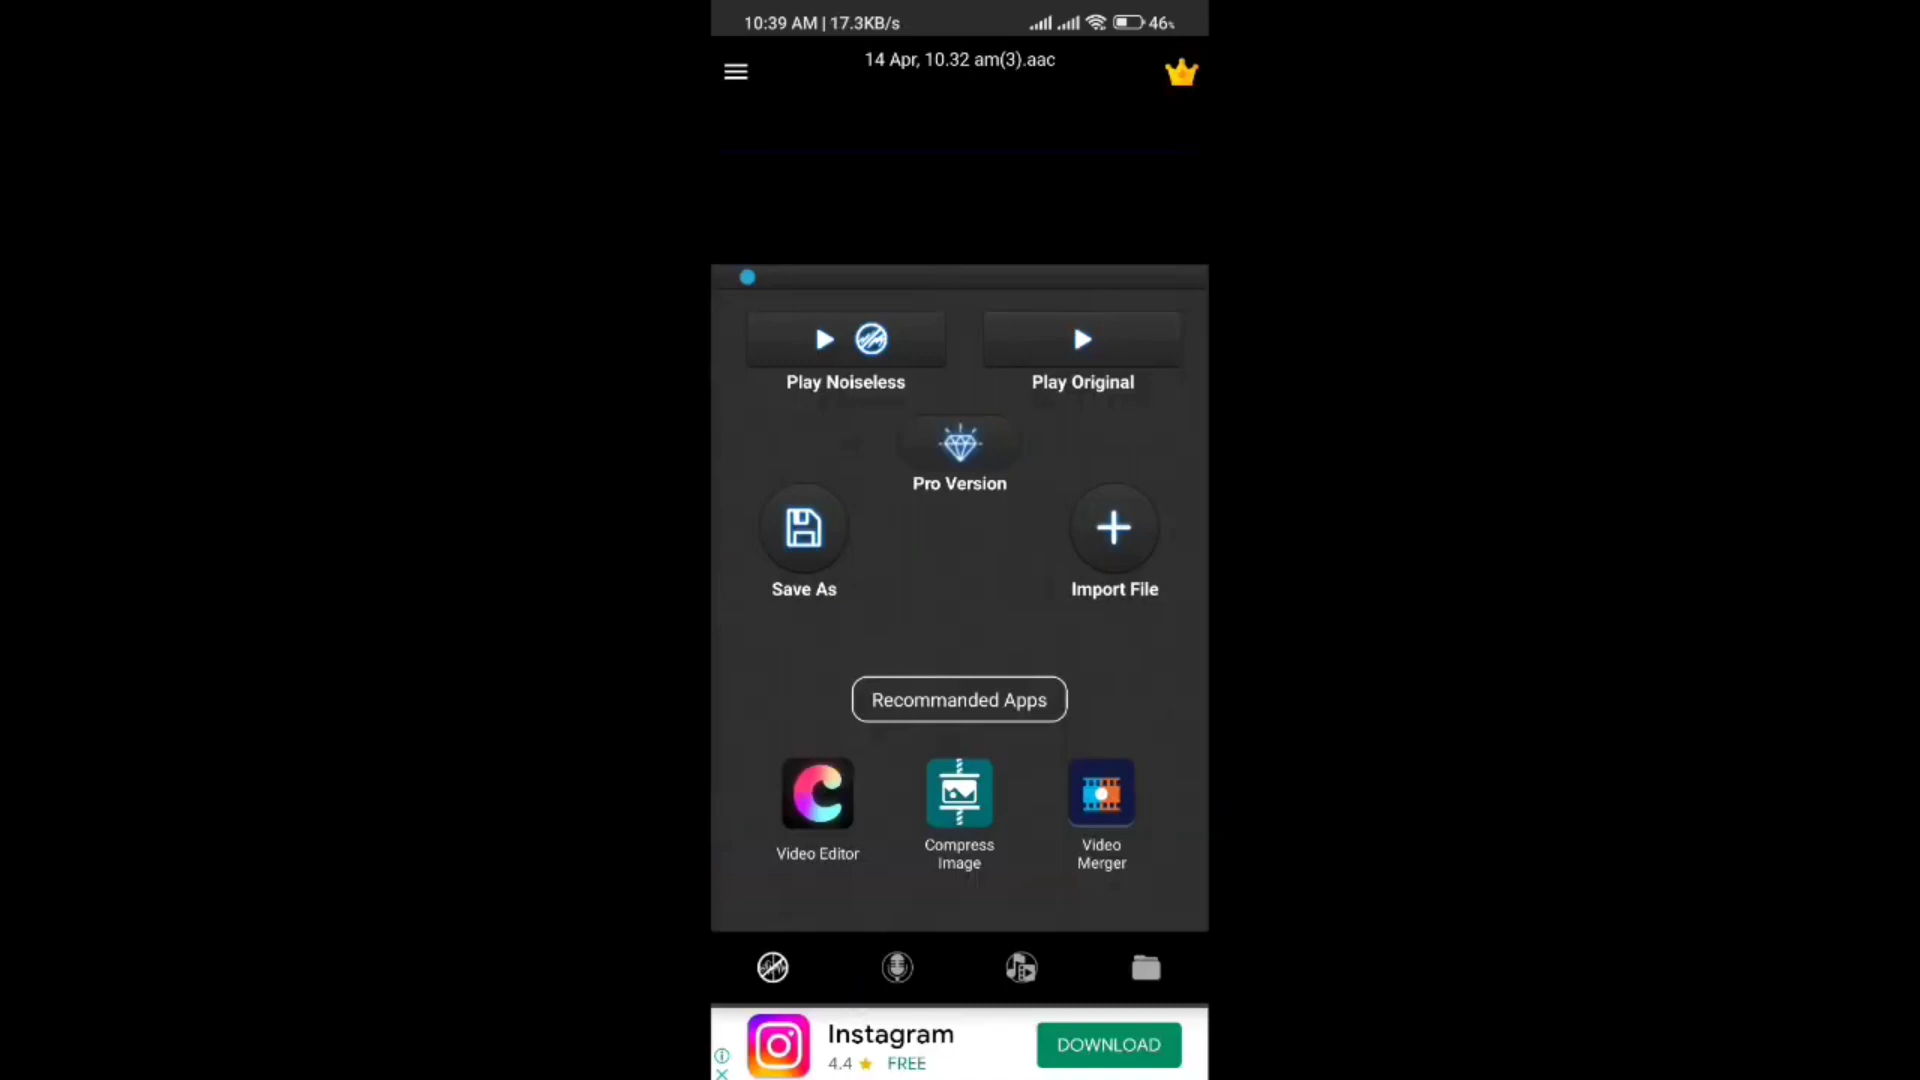 10:39 AM | 17.3KB/s 46%
14 Apr, 10.32 am(3).aac
Play Noiseless Play Original
Pro Version
Save As Import File
Recommanded Apps
Video Editor
Compress
Image
Video
Merger
Instagram
4.4 FREE
DOWNLOAD